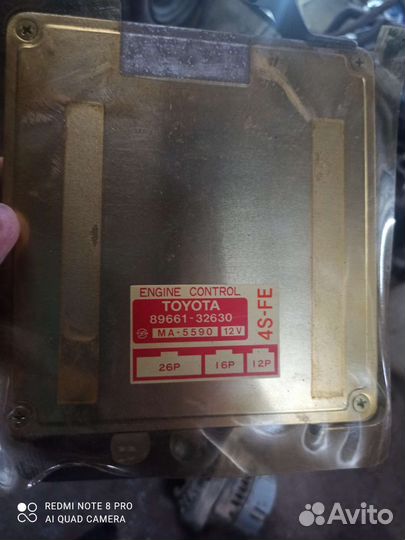 ENGINE CONTROL
TOYOTA
89661-32630
MA-5590 12V
4S-FE
26P 16P 12P
REDMI NOTE 8 PRO
AI QUAD CAMERA
Avito